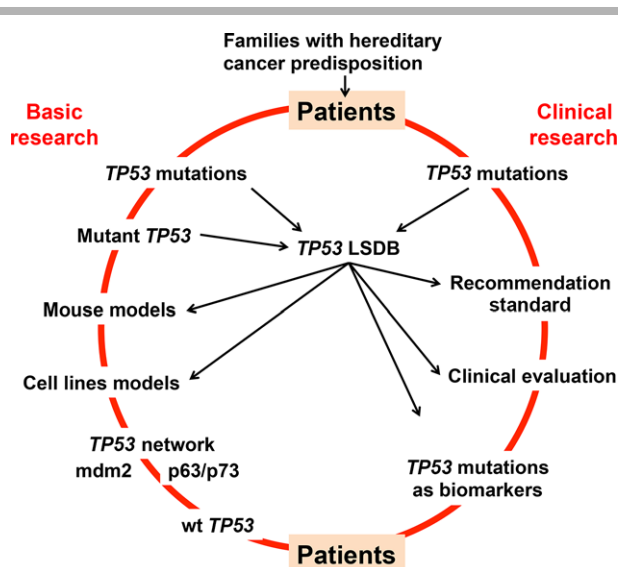 Families with hereditary
cancer predisposition
Patients
Basic
research
Clinical
research
TP53 mutations
TP53 mutations
Mutant TP53
TP53 LSDB
Recommendation
standard
Mouse models
Cell lines models
Clinical evaluation
TP53 network
mdm2 p63/p73
TP53 mutations
as biomarkers
wt TP53
Patients